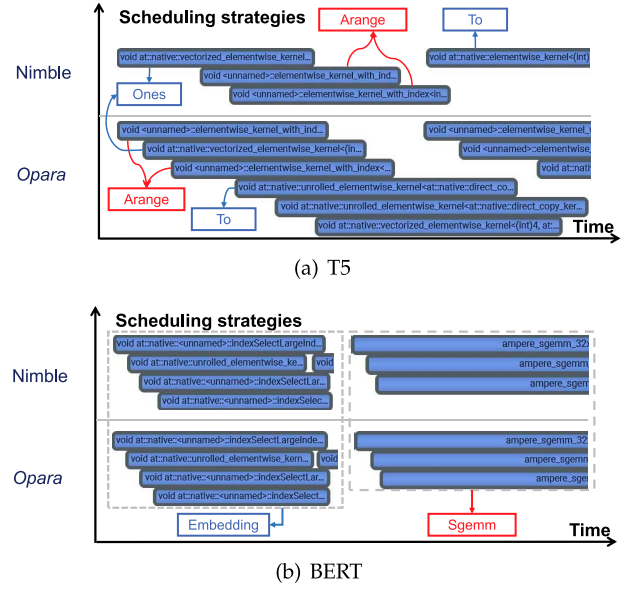 Scheduling strategies
Arange
To
Nimble
void at::native::vectorized_elementwise_kernel...
void at::native::elementwise_kernel<(int)
void <unnamed>::elementwise_kernel_with_ind...
Ones
void <unnamed>::elementwise_kernel_with_index<in...
Opara
void <unnamed>::elementwise_kernel_with_ind...
void <unnamed>::elementwise_kernel_v
void at::native::vectorized_elementwise_kernel<(in...
void <unnamed>::elementwise_
void <unnamed>::elementwise_kernel_with_index<...
void at::nati
Arange
To
void at::native::unrolled_elementwise_kernel<at::native::direct_co...
void at::native::unrolled_elementwise_kernel<at::native::direct_copy_ker...
void at::native::vectorized_elementwise_kernel<(int)4, at:...
Time
(a) T5
Scheduling strategies
Nimble
void at::native::<unnamed>::indexSelectLargeInd...
ampere_sgemm_32x
void at::native::unrolled_elementwise_ke...
void
ampere_sgemm_
void at::native::<unnamed>::indexSelectLar...
ampere_sgem
void at::native::<unnamed>::indexSelec...
Opara
void at::native::<unnamed>::indexSelectLargeInde...
ampere_sgemm_32
void at::native::unrolled_elementwise_kern...
void
ampere_sgemm
void at::native::<unnamed>::indexSelectLar...
ampere_sge
void at::native::<unnamed>::indexSelect...
Embedding
Sgemm
Time
(b) BERT